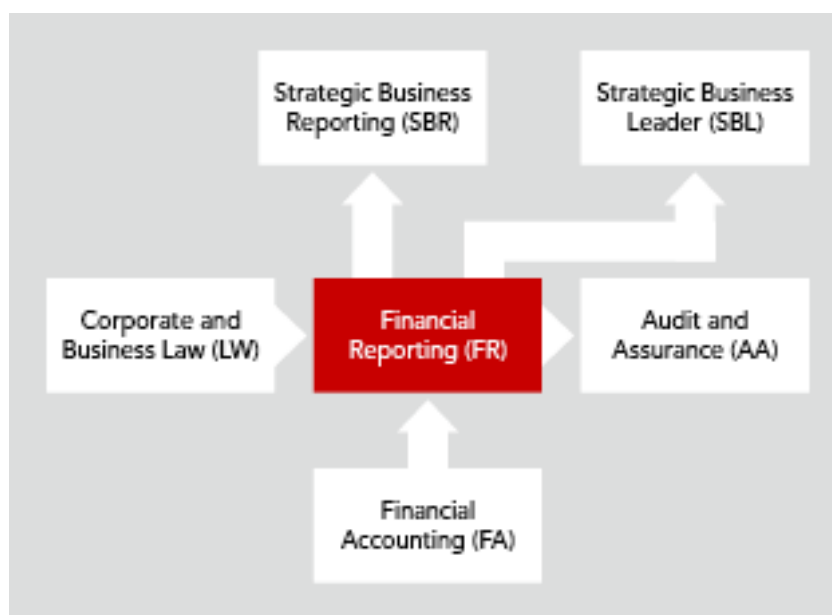 Strategic Business
Reporting (SBR)
Strategic Business
Leader (SBL)
Corporate and
Business Law (LW)
Financial
Reporting (FR)
Audit and
Assurance (AA)
Financial
Accounting (FA)